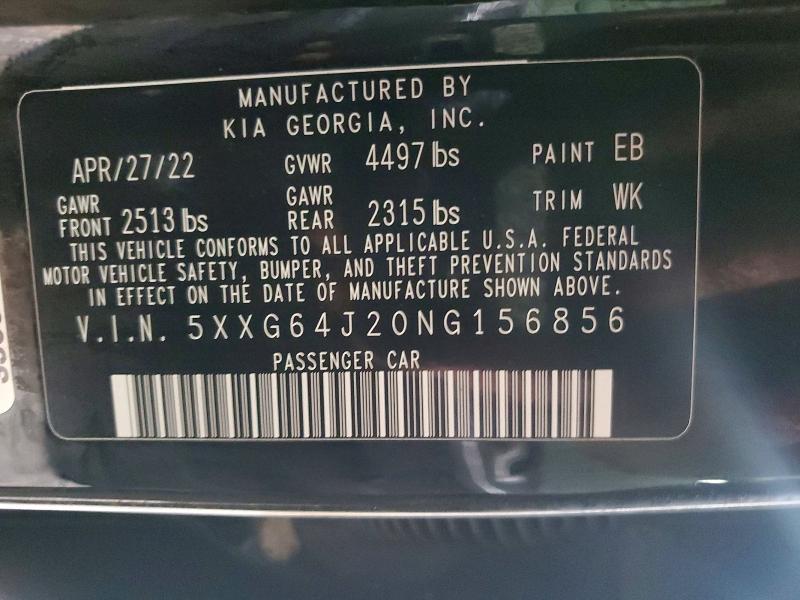 MANUFACTURED BY
KIA GEORGIA, INC.
APR/27/22 GVWR 4497 lbs PAINT EB
GAWR FRONT 2513 lbs GAWR REAR 2315 lbs TRIM WK
THIS VEHICLE CONFORMS TO ALL APPLICABLE U.S.A. FEDERAL
MOTOR VEHICLE SAFETY, BUMPER, AND THEFT PREVENTION STANDARDS
IN EFFECT ON THE DATE OF MANUFACTURE SHOWN ABOVE.
V.I.N. 5XXG64J20NG156856
PASSENGER CAR